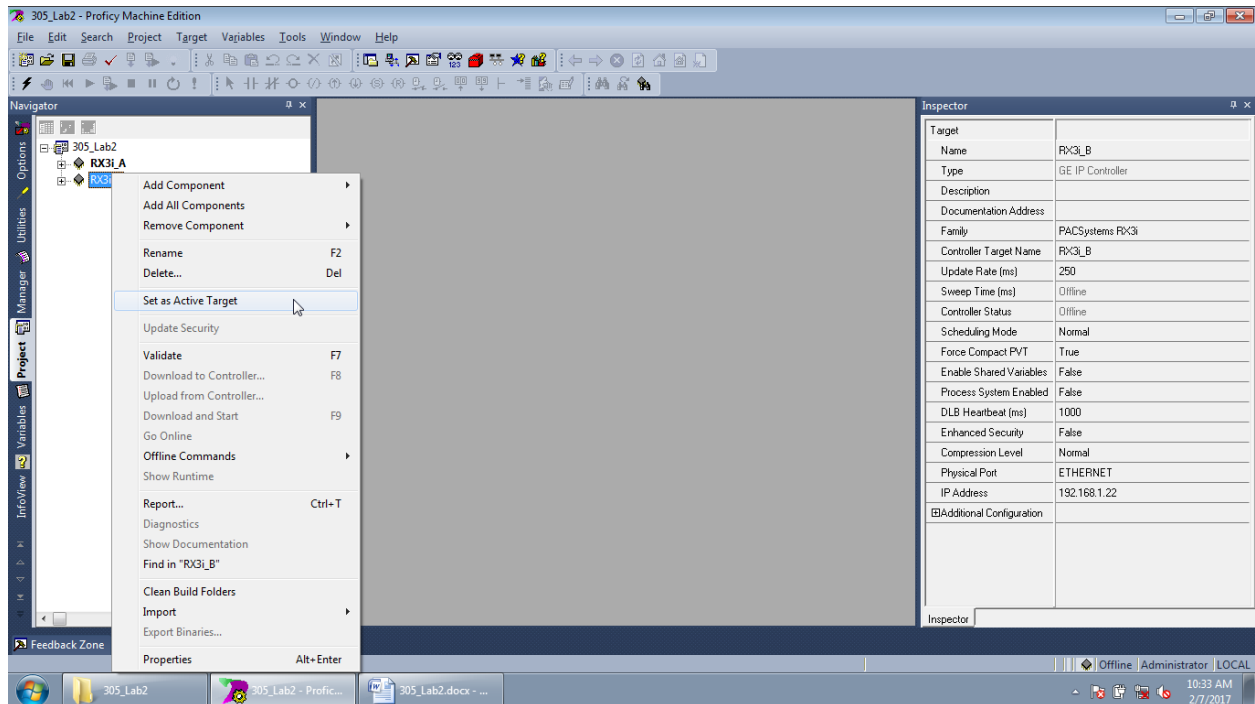 305_Lab2 - Proficy Machine Edition
File Edit Search Project Target Variables Tools Window Help
Navigator
Options
Utilities
Manager
Project
Variables
InfoView
305_Lab2
RX3i_A
RX3i
Add Component
Add All Components
Remove Component
Rename F2
Delete... Del
Set as Active Target
Update Security
Validate F7
Download to Controller... F8
Upload from Controller...
Download and Start F9
Go Online
Offline Commands
Show Runtime
Report... Ctrl+T
Diagnostics
Show Documentation
Find in "RX3i_B"
Clean Build Folders
Import
Export Binaries...
Properties Alt+Enter
Inspector
Target
Name RX3i_B
Type GE IP Controller
Description
Documentation Address
Family PACSystems RX3i
Controller Target Name RX3i_B
Update Rate (ms) 250
Sweep Time (ms) Offline
Controller Status Offline
Scheduling Mode Normal
Force Compact PVT True
Enable Shared Variables False
Process System Enabled False
DLB Heartbeat (ms) 1000
Enhanced Security False
Compression Level Normal
Physical Port ETHERNET
IP Address 192.168.1.22
Additional Configuration
Inspector
Feedback Zone
Offline Administrator LOCAL
305_Lab2
305_Lab2 - Profic...
305_Lab2.docx - ...
10:33 AM
2/7/2017